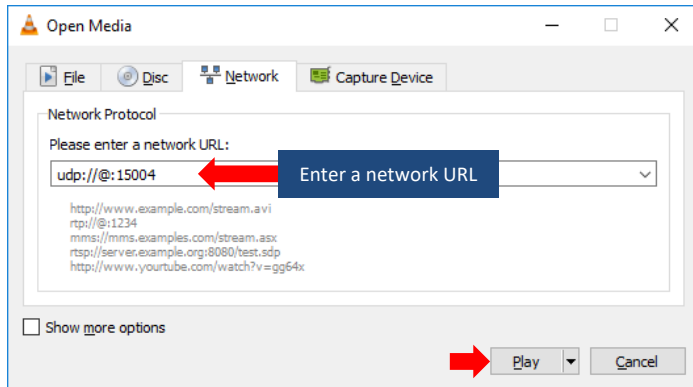 Open Media
File Disc Network Capture Device
Network Protocol
Please enter a network URL:
udp://@:15004 Enter a network URL
http://www.example.com/stream.avi
rtp://@:1234
mms://mms.examples.com/stream.asx
rtsp://server.example.org:8080/test.sdp
http://www.yourtube.com/watch?v=gg64x
Show more options
Play Cancel